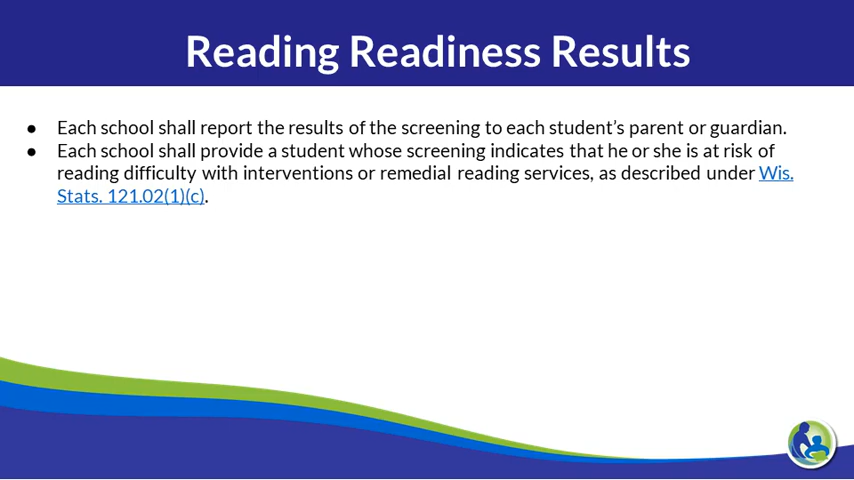 Reading Readiness Results
● Each school shall report the results of the screening to each student’s parent or guardian.
● Each school shall provide a student whose screening indicates that he or she is at risk of
reading difficulty with interventions or remedial reading services, as described under Wis.
Stats. 121.02(1)(c).